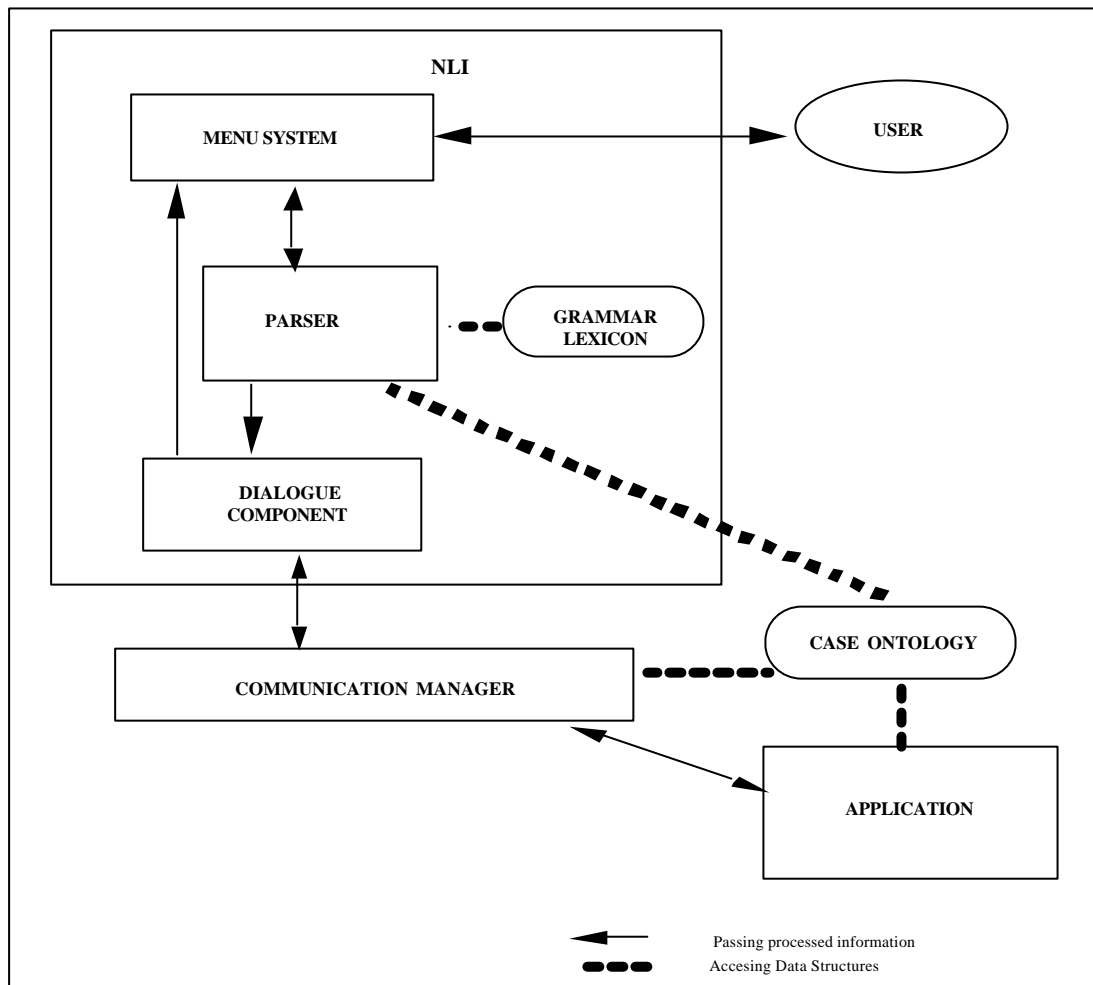 NLI
MENU SYSTEM
USER
PARSER
GRAMMAR
LEXICON
DIALOGUE
COMPONENT
CASE ONTOLOGY
COMMUNICATION MANAGER
APPLICATION
Passing processed information
Accesing Data Structures